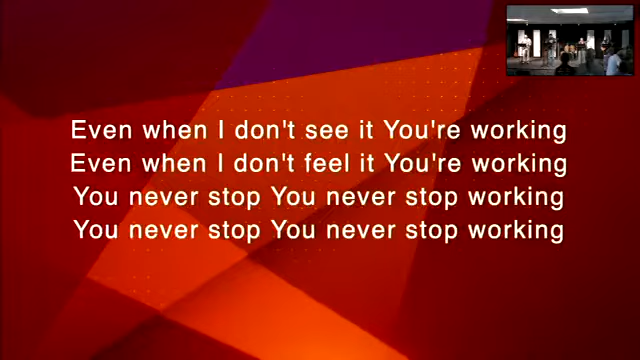 Even when I don't see it You're working
Even when I don't feel it You're working
You never stop You never stop working
You never stop You never stop working